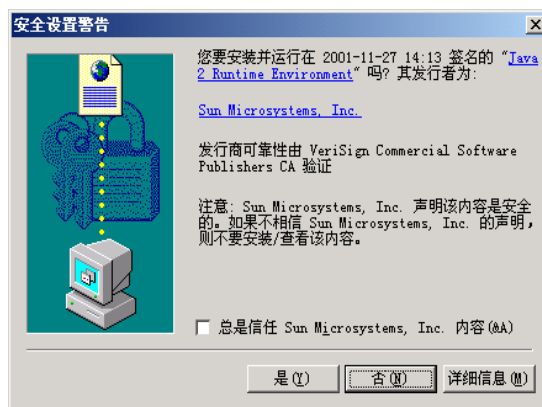 安全设置警告
您要安装并运行在 2001-11-27 14:13 签名的 “Java
2 Runtime Environment” 吗? 其发行者为:
Sun Microsystems, Inc.
发行商可靠性由 VeriSign Commercial Software
Publishers CA 验证
注意: Sun Microsystems, Inc. 声明该内容是安全
的。如果不相信 Sun Microsystems, Inc. 的声明,
则不要安装/查看该内容。
总是信任 Sun Microsystems, Inc. 内容(&A)
是(Y)
否(N)
详细信息(M)